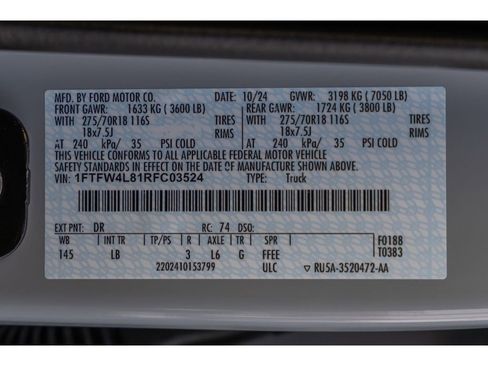 MFD. BY FORD MOTOR CO. DATE: 10/24 GVWR: 3198 KG ( 7050 LB)
FRONT GAWR: 1633 KG ( 3600 LB) REAR GAWR: 1724 KG ( 3800 LB)
WITH 275/70R18 116S TIRES WITH 275/70R18 116S TIRES
18x7.5J RIMS 18x7.5J RIMS
AT 240 kPa/ 35 PSI COLD AT 240 kPa/ 35 PSI COLD
THIS VEHICLE CONFORMS TO ALL APPLICABLE FEDERAL MOTOR VEHICLE
SAFETY STANDARDS IN EFFECT ON THE DATE OF MANUFACTURE SHOWN ABOVE.
VIN: 1FTFW4L81RFC03524 TYPE: Truck
EXT PNT: DR RC: 74 DSO:
WB INT TR TP/PS R AXLE TR SPR F0188
145 LB 3 L6 G FFEE T0383
2202410153799 ULC RU5A-3520472-AA